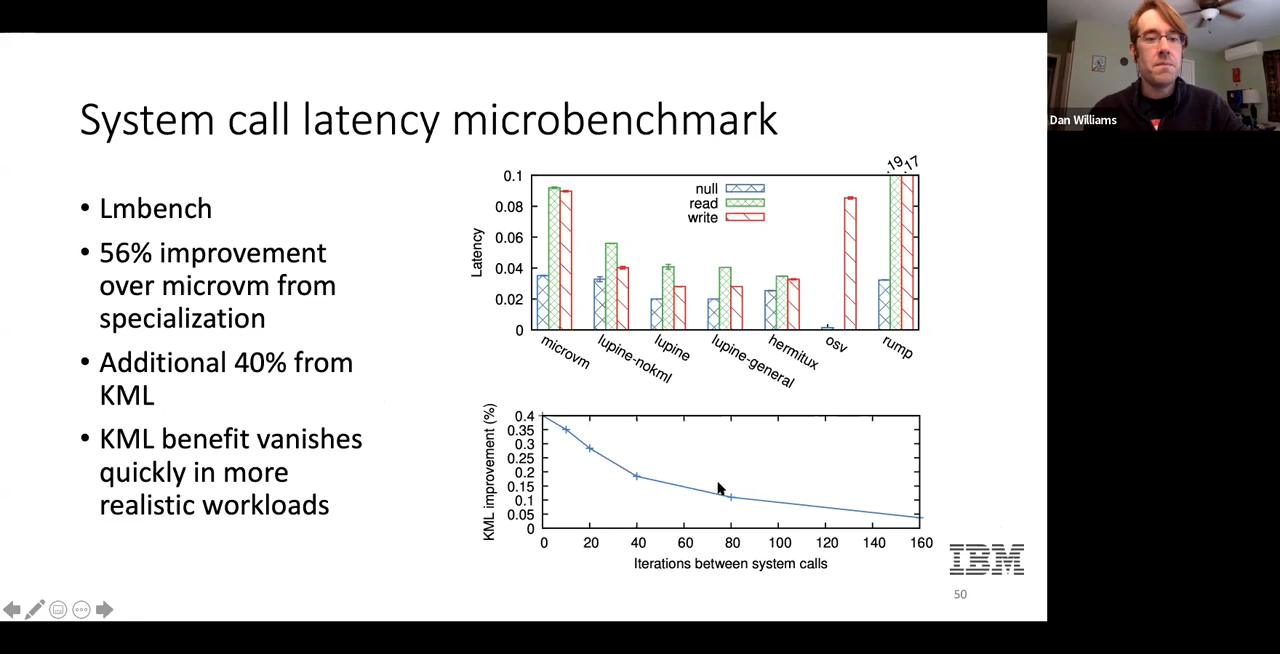 System call latency microbenchmark
• Lmbench
• 56% improvement
over microvm from
specialization
• Additional 40% from
KML
• KML benefit vanishes
quickly in more
realistic workloads
.19 .17
0.1
0.08
0.06
0.04
0.02
0
Latency
null
read
write
microvm
lupine-nokml
lupine
lupine-general
hermitux
osv
rump
0.4
0.35
0.3
0.25
0.2
0.15
0.1
0.05
0
KML improvement (%)
0 20 40 60 80 100 120 140 160
Iterations between system calls
IBM
50
Dan Williams